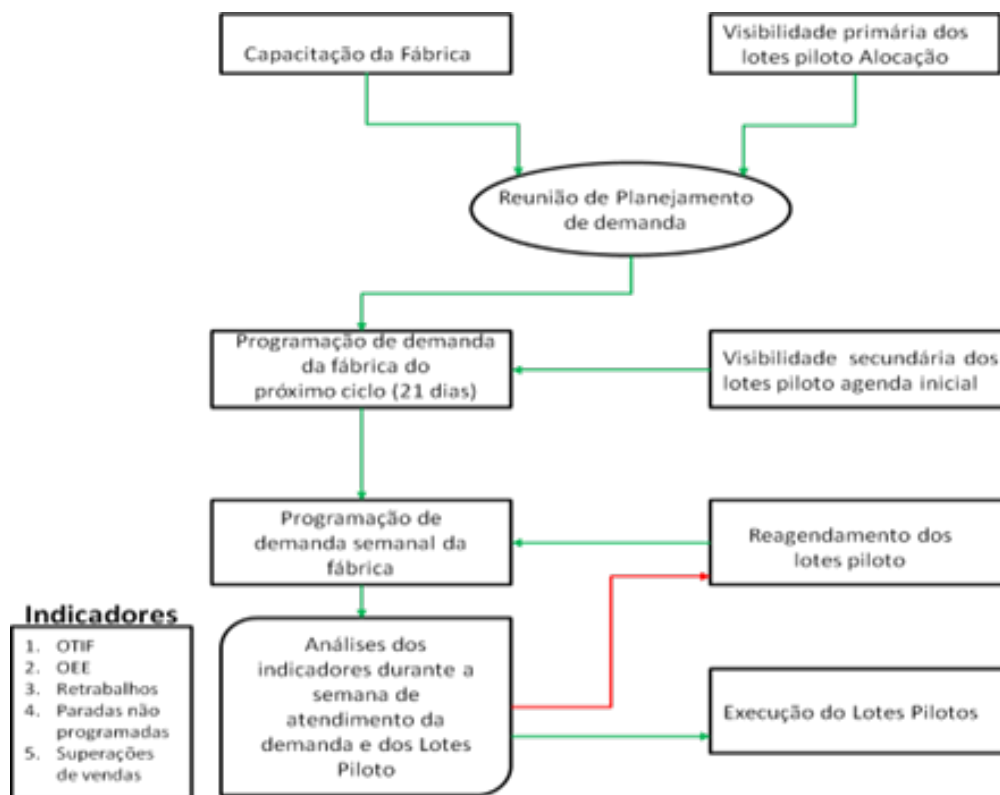 Capacitação da Fábrica
Visibilidade primária dos
lotes piloto Alocação
Reunião de Planejamento
de demanda
Programação de demanda
da fábrica do
próximo ciclo (21 dias)
Visibilidade secundária dos
lotes piloto agenda inicial
Programação de
demanda semanal da
fábrica
Reagendamento dos
lotes piloto
Indicadores
1. OTIF
2. OEE
3. Retrabalhos
4. Paradas não
programadas
5. Superações
de vendas
Análises dos
indicadores durante a
semana de
atendimento da
demanda e dos Lotes
Piloto
Execução do Lotes Pilotos